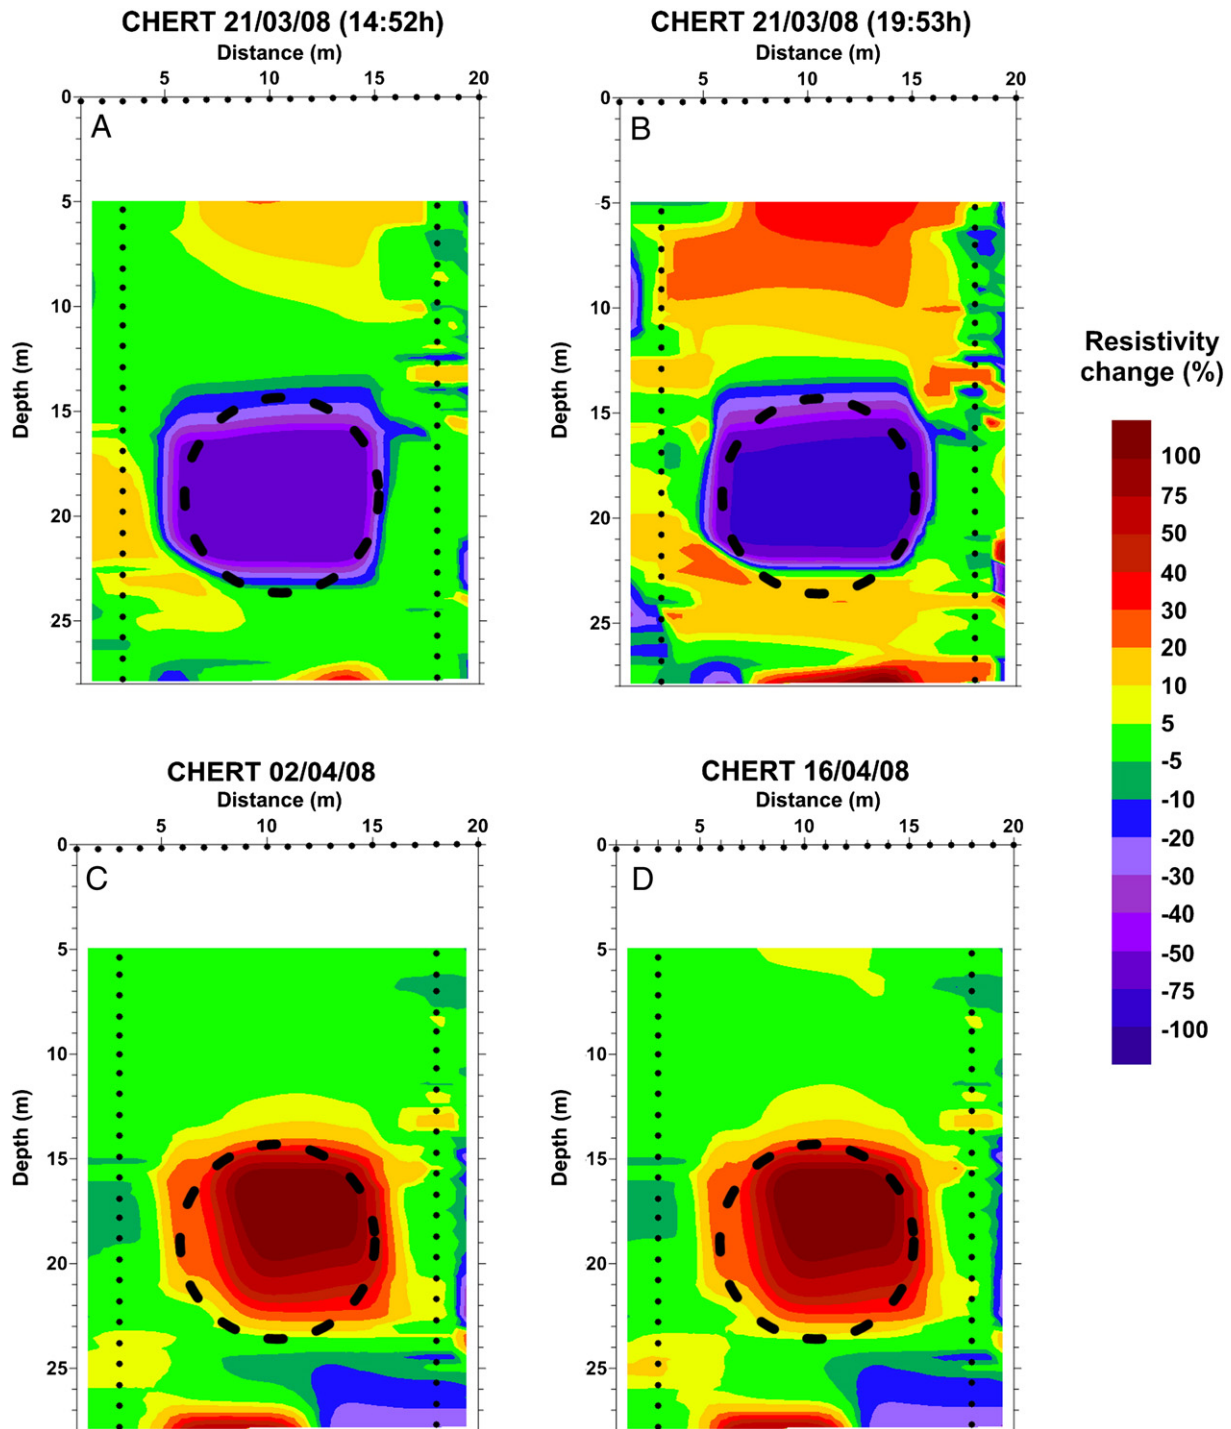 CHERT 21/03/08 (14:52h)
Distance (m)
5 10 15 20
0
A
5
10
15
20
25
Depth (m)
CHERT 21/03/08 (19:53h)
Distance (m)
5 10 15 20
0
B
-5
10
15
20
25
Depth (m)
Resistivity
change (%)
100
75
50
40
30
20
10
5
-5
-10
-20
-30
-40
-50
-75
-100
CHERT 02/04/08
Distance (m)
5 10 15 20
0
C
5
10
15
20
25
Depth (m)
CHERT 16/04/08
Distance (m)
5 10 15 20
0
D
5
10
15
20
25
Depth (m)